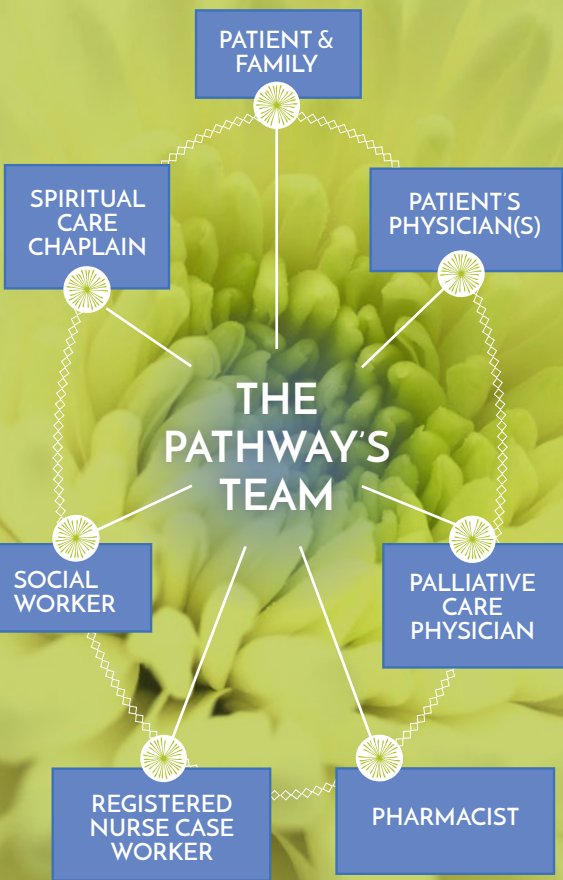 PATIENT &
FAMILY
SPIRITUAL
CARE
CHAPLAIN
PATIENT'S
PHYSICIAN(S)
THE
PATHWAY'S
TEAM
SOCIAL
WORKER
PALLIATIVE
CARE
PHYSICIAN
REGISTERED
NURSE CASE
WORKER
PHARMACIST